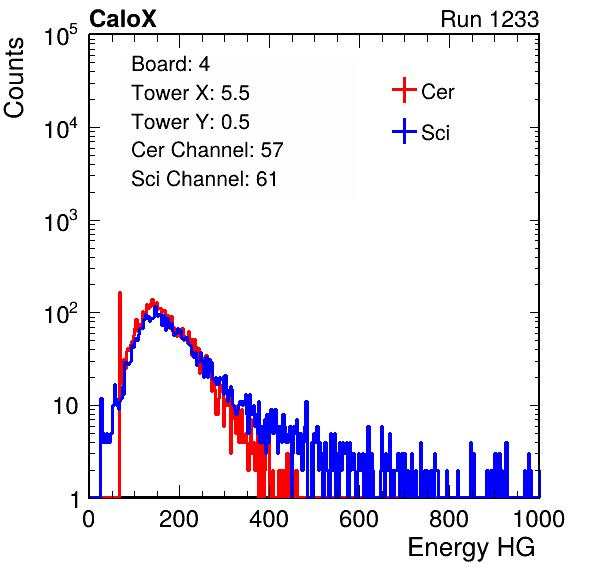 CaloX Run 1233
Counts
10^5
10^4
10^3
10^2
10
1
Board: 4
Tower X: 5.5
Tower Y: 0.5
Cer Channel: 57
Sci Channel: 61
Cer
Sci
0 200 400 600 800 1000
Energy HG